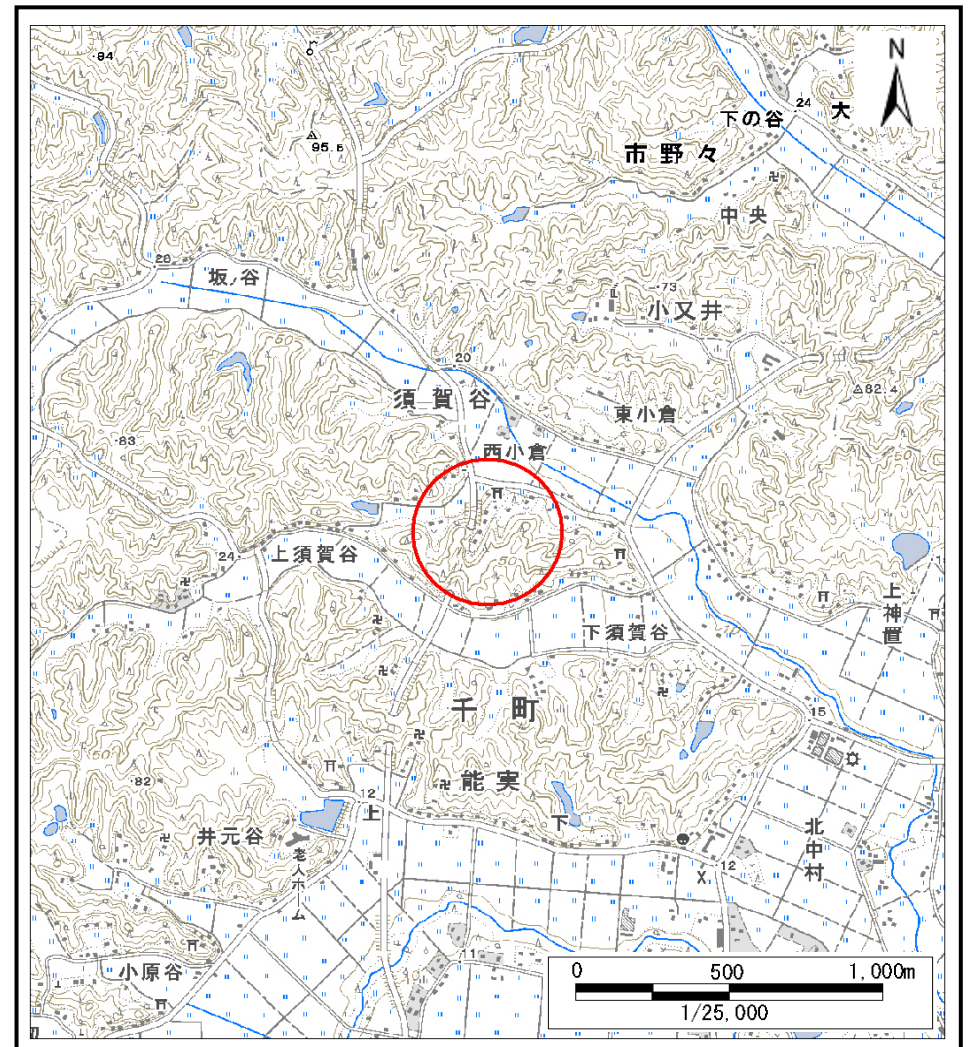 84
N
24
大
下の谷
95.6
市野々
中央
28
坂ノ谷
73
小又井
20
須賀谷
82.4
東小倉
83
西小倉
24
上須賀谷
上神置
下須賀谷
千町
15
82
能実
12
上
下
井元谷
老人ホーム
北中村
12
X
小原谷
11
0 500 1,000m
1/25,000